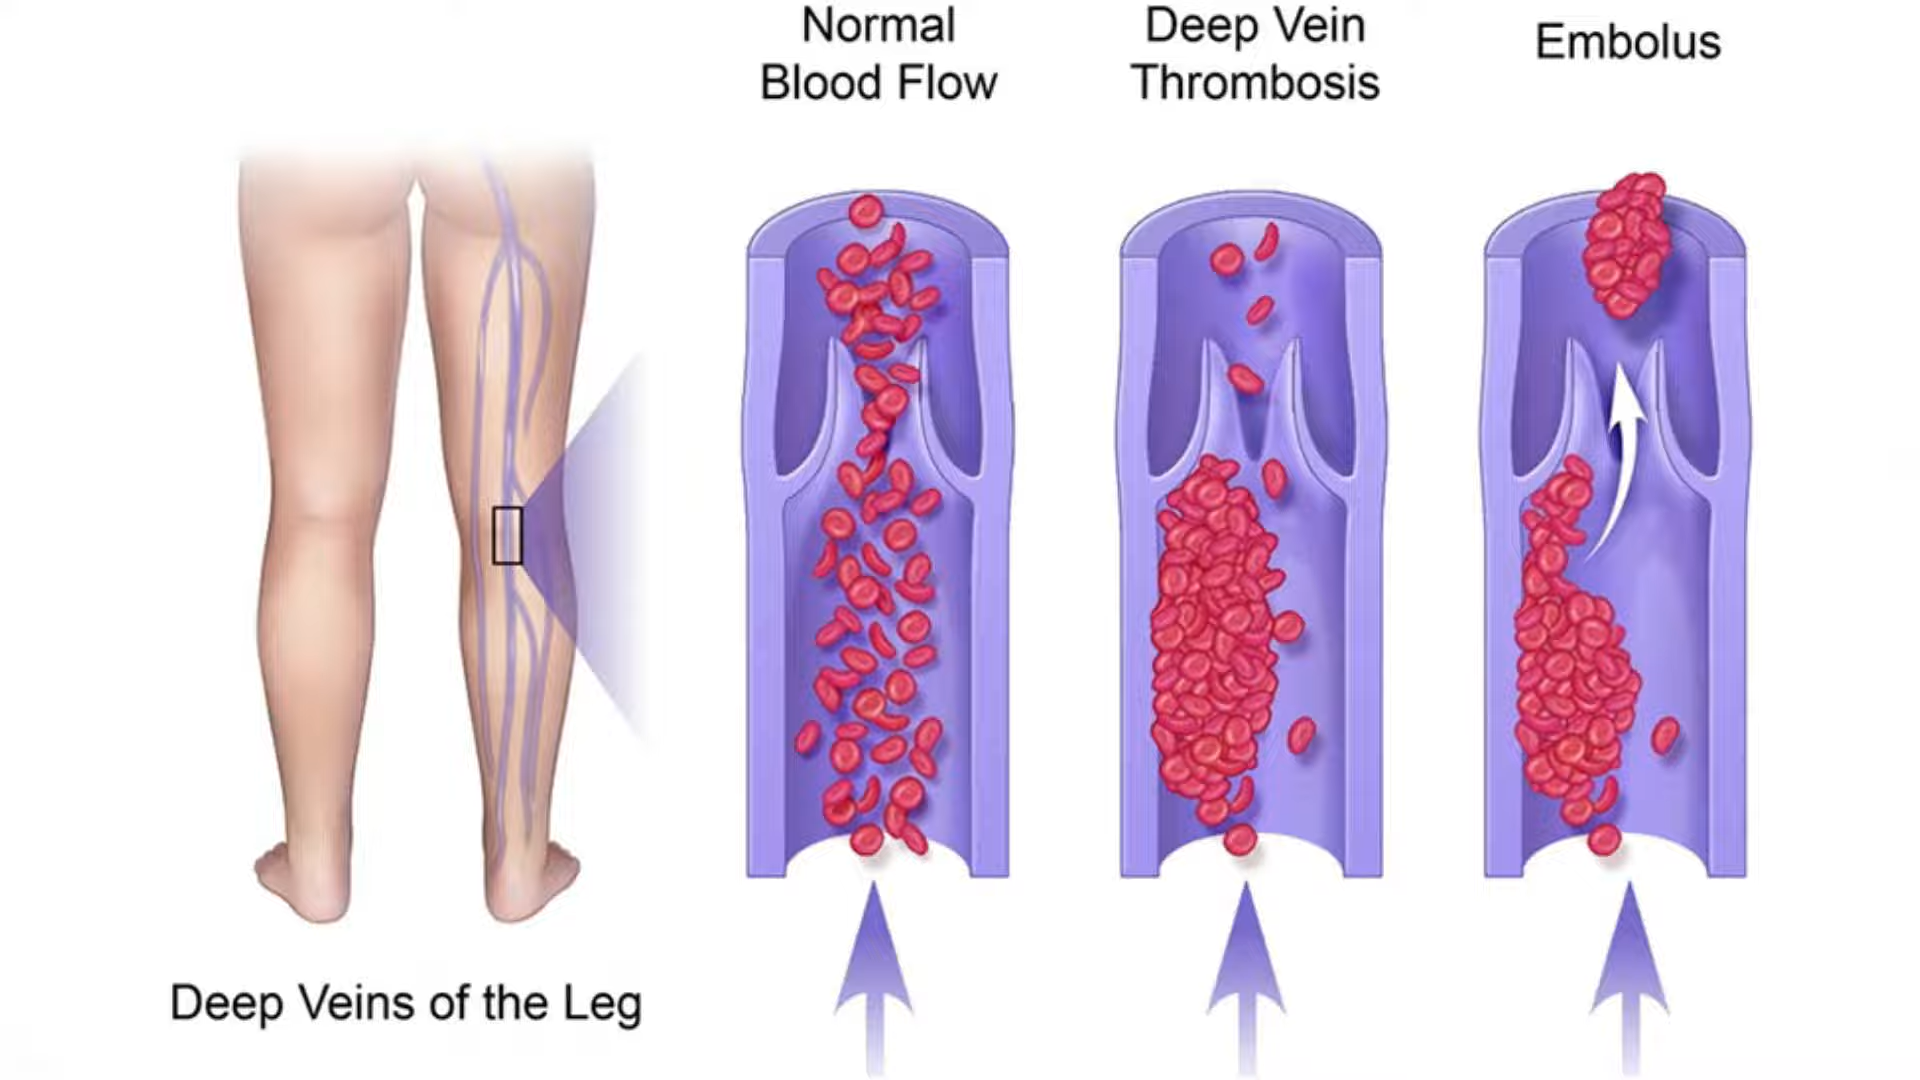 Normal
Blood Flow
Deep Vein
Thrombosis
Embolus
Deep Veins of the Leg